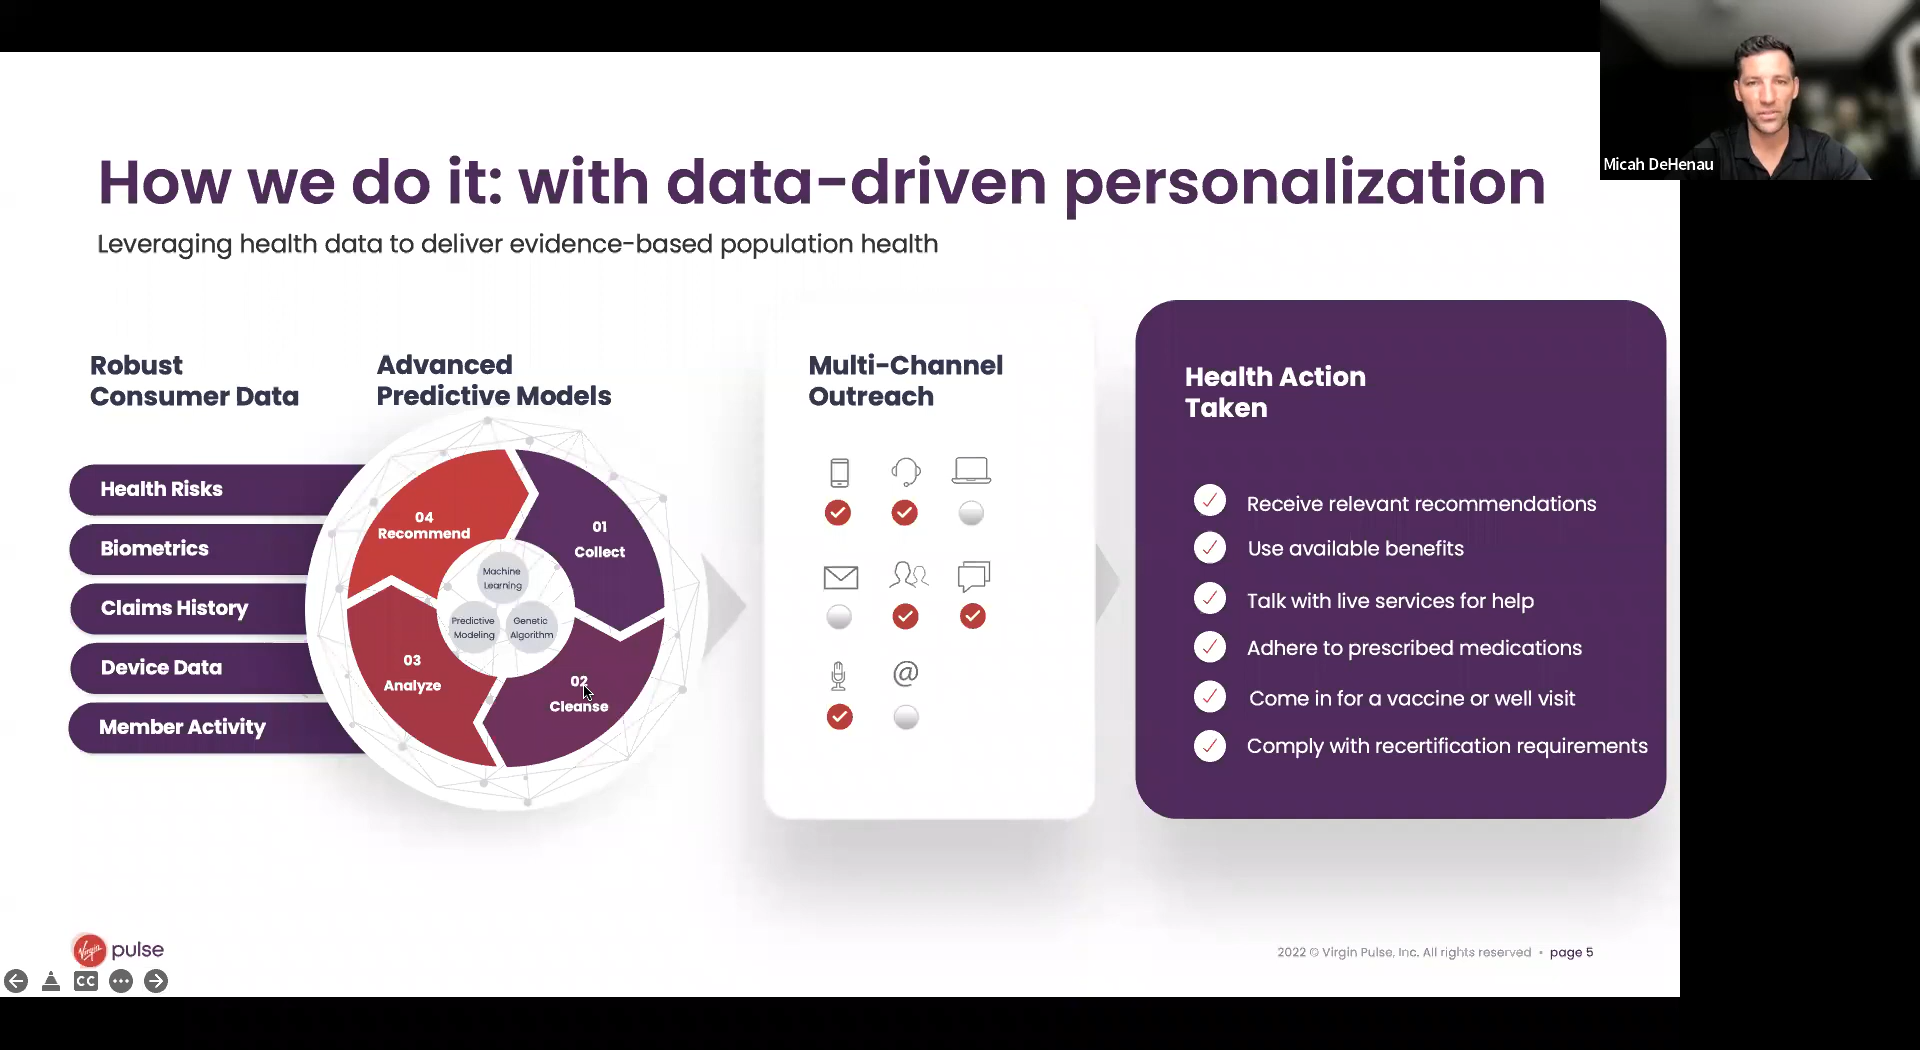 Micah DeHenau
How we do it: with data-driven personalization
Leveraging health data to deliver evidence-based population health
Robust
Consumer Data
Health Risks
Biometrics
Claims History
Device Data
Member Activity
Advanced
Predictive Models
01
Collect
02
Cleanse
03
Analyze
04
Recommend
Machine
Learning
Predictive
Modeling
Genetic
Algorithm
Multi-Channel
Outreach
@
Health Action
Taken
Receive relevant recommendations
Use available benefits
Talk with live services for help
Adhere to prescribed medications
Come in for a vaccine or well visit
Comply with recertification requirements
Virgin pulse
CC
2022 © Virgin Pulse, Inc. All rights reserved • page 5